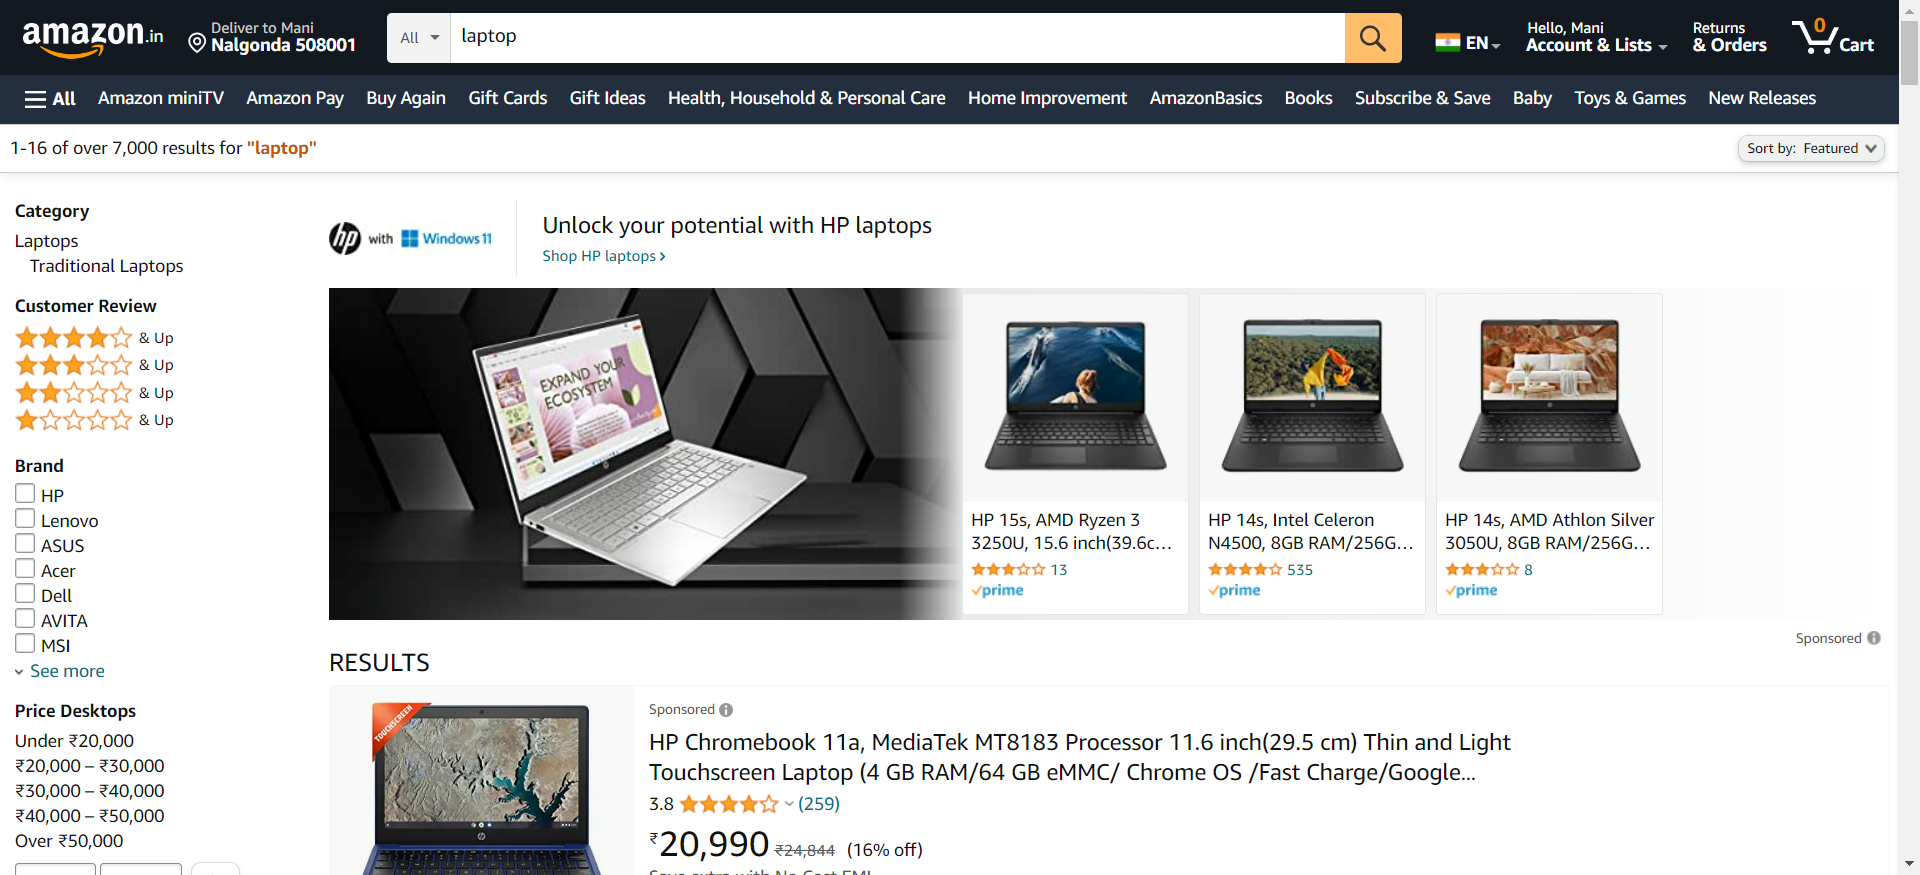 amazon.in
Deliver to Mani
Nalgonda 508001
All
laptop
EN
Hello, Mani
Account & Lists
Returns
& Orders
0
Cart
All
Amazon miniTV
Amazon Pay
Buy Again
Gift Cards
Gift Ideas
Health, Household & Personal Care
Home Improvement
AmazonBasics
Books
Subscribe & Save
Baby
Toys & Games
New Releases
1-16 of over 7,000 results for "laptop"
Sort by: Featured
Category
Laptops
Traditional Laptops
Customer Review
& Up
& Up
& Up
& Up
Brand
HP
Lenovo
ASUS
Acer
Dell
AVITA
MSI
See more
Price Desktops
Under ₹20,000
₹20,000 – ₹30,000
₹30,000 – ₹40,000
₹40,000 – ₹50,000
Over ₹50,000
hp with Windows 11
Unlock your potential with HP laptops
Shop HP laptops ›
EXPAND YOUR
ECOSYSTEM
HP 15s, AMD Ryzen 3
3250U, 15.6 inch(39.6c...
13
prime
HP 14s, Intel Celeron
N4500, 8GB RAM/256G...
535
prime
HP 14s, AMD Athlon Silver
3050U, 8GB RAM/256G...
8
prime
Sponsored
RESULTS
TOUCHSCREEN
Sponsored
HP Chromebook 11a, MediaTek MT8183 Processor 11.6 inch(29.5 cm) Thin and Light
Touchscreen Laptop (4 GB RAM/64 GB eMMC/ Chrome OS /Fast Charge/Google...
3.8 (259)
₹20,990 ₹24,844 (16% off)
Save extra with No Cost EMI